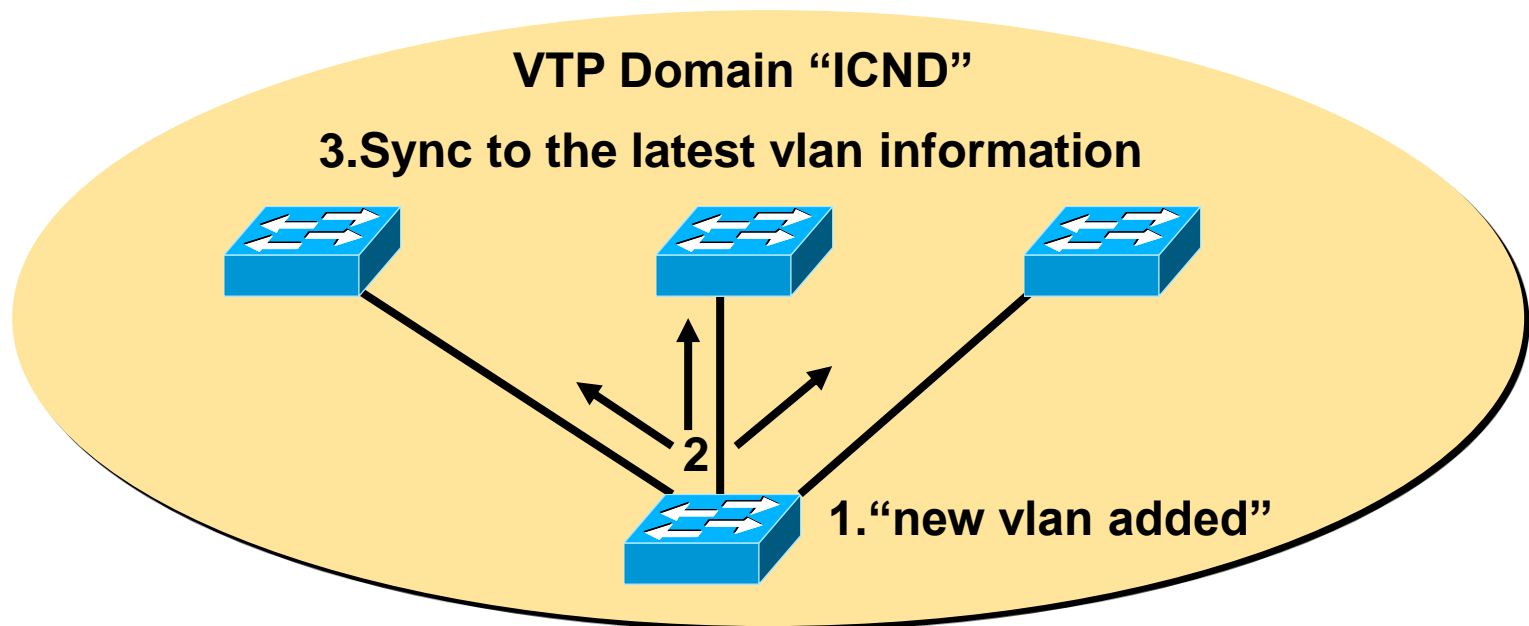 VTP Domain “ICND”
3.Sync to the latest vlan information
2
1.“new vlan added”